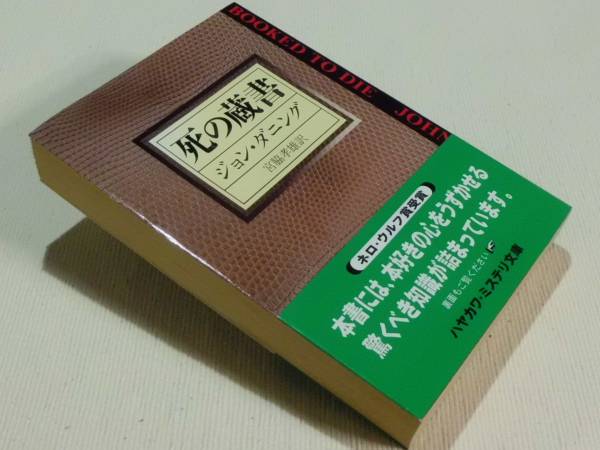 BOOKED TO DIE JOHN
死の蔵書
ジョン・ダニング
宮脇孝雄訳
ネロ・ウルフ賞受賞
本書には、本好きの心をうずかせる
驚くべき知識が詰まっています。
裏面もご覧ください
ハヤカワ・ミステリ文庫